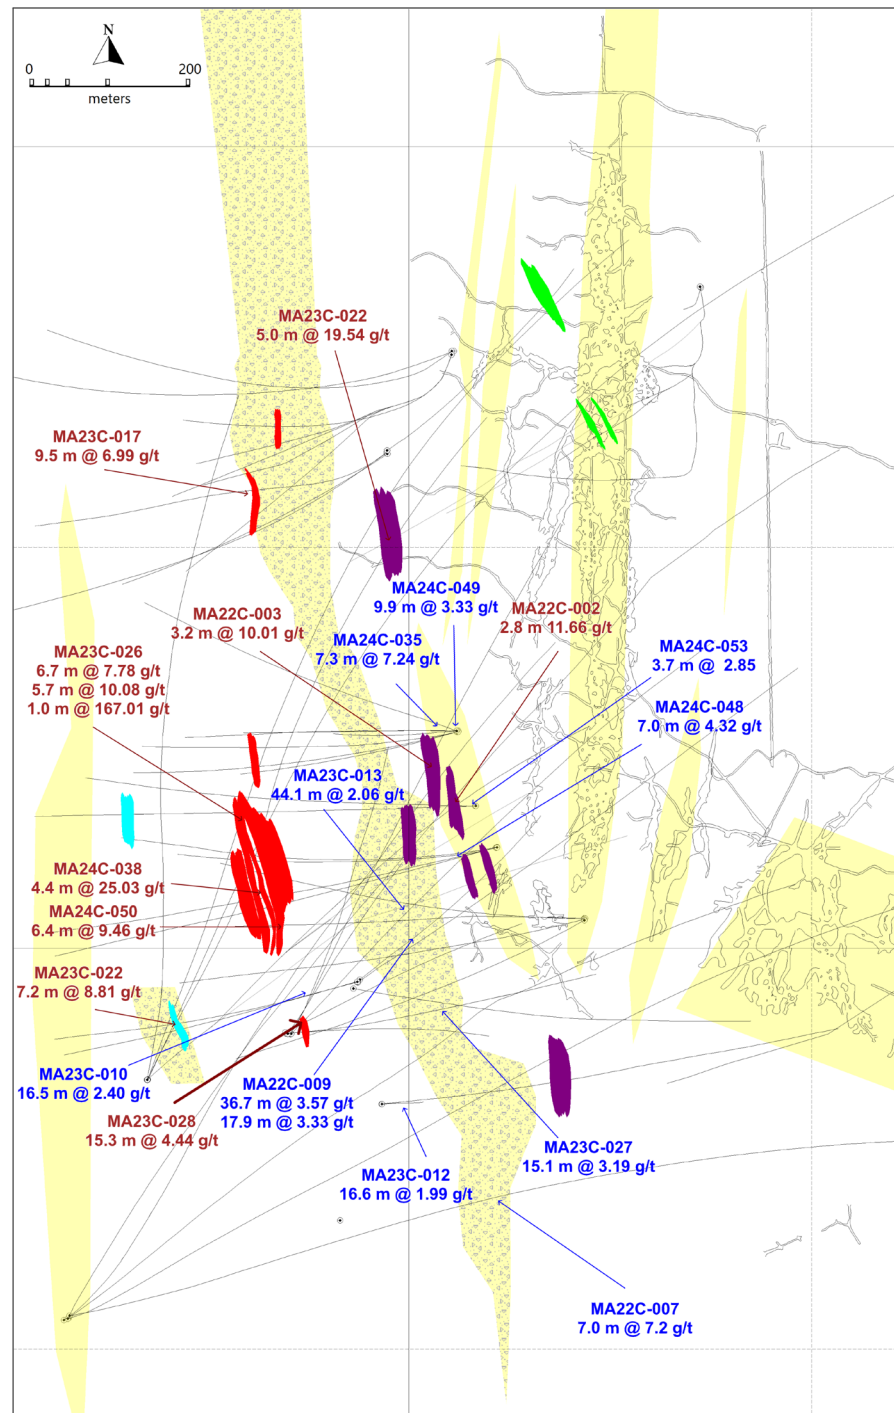 N
0 200
meters
MA23C-022
5.0 m @ 19.54 g/t
MA23C-017
9.5 m @ 6.99 g/t
MA24C-049
9.9 m @ 3.33 g/t
MA22C-003
3.2 m @ 10.01 g/t
MA22C-002
2.8 m 11.66 g/t
MA24C-035
7.3 m @ 7.24 g/t
MA24C-053
3.7 m @ 2.85
MA23C-026
6.7 m @ 7.78 g/t
5.7 m @ 10.08 g/t
1.0 m @ 167.01 g/t
MA24C-048
7.0 m @ 4.32 g/t
MA23C-013
44.1 m @ 2.06 g/t
MA24C-038
4.4 m @ 25.03 g/t
MA24C-050
6.4 m @ 9.46 g/t
MA23C-022
7.2 m @ 8.81 g/t
MA23C-010
16.5 m @ 2.40 g/t
MA22C-009
36.7 m @ 3.57 g/t
17.9 m @ 3.33 g/t
MA23C-028
15.3 m @ 4.44 g/t
MA23C-027
15.1 m @ 3.19 g/t
MA23C-012
16.6 m @ 1.99 g/t
MA22C-007
7.0 m @ 7.2 g/t